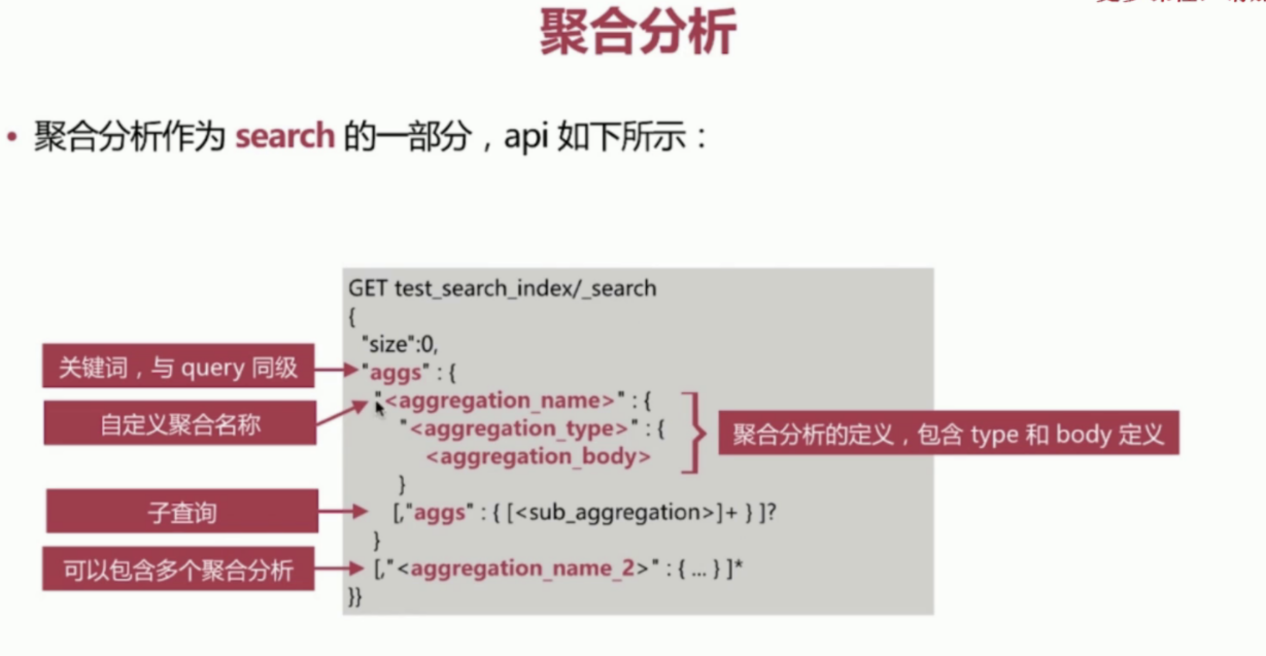 聚合分析
• 聚合分析作为 search 的一部分，api 如下所示：
GET test_search_index/_search
{
"size":0,
关键词，与 query 同级
"aggs" : {
自定义聚合名称
"<aggregation_name>" : {
"<aggregation_type>" : {
<aggregation_body>
聚合分析的定义，包含 type 和 body 定义
}
子查询
[,"aggs" : { [<sub_aggregation>]+ } ]?
}
可以包含多个聚合分析
[,"<aggregation_name_2>" : { ... } ]*
}}